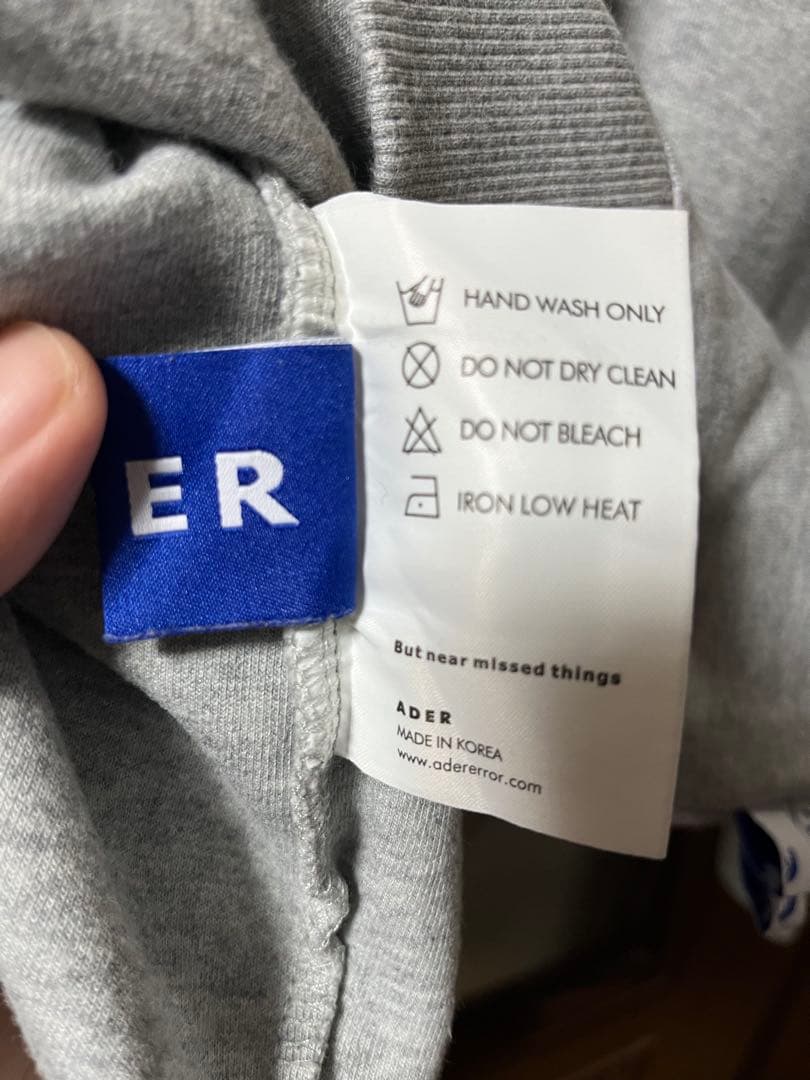 ER
HAND WASH ONLY
DO NOT DRY CLEAN
DO NOT BLEACH
IRON LOW HEAT
But near missed things
ADER
MADE IN KOREA
www.adererror.com